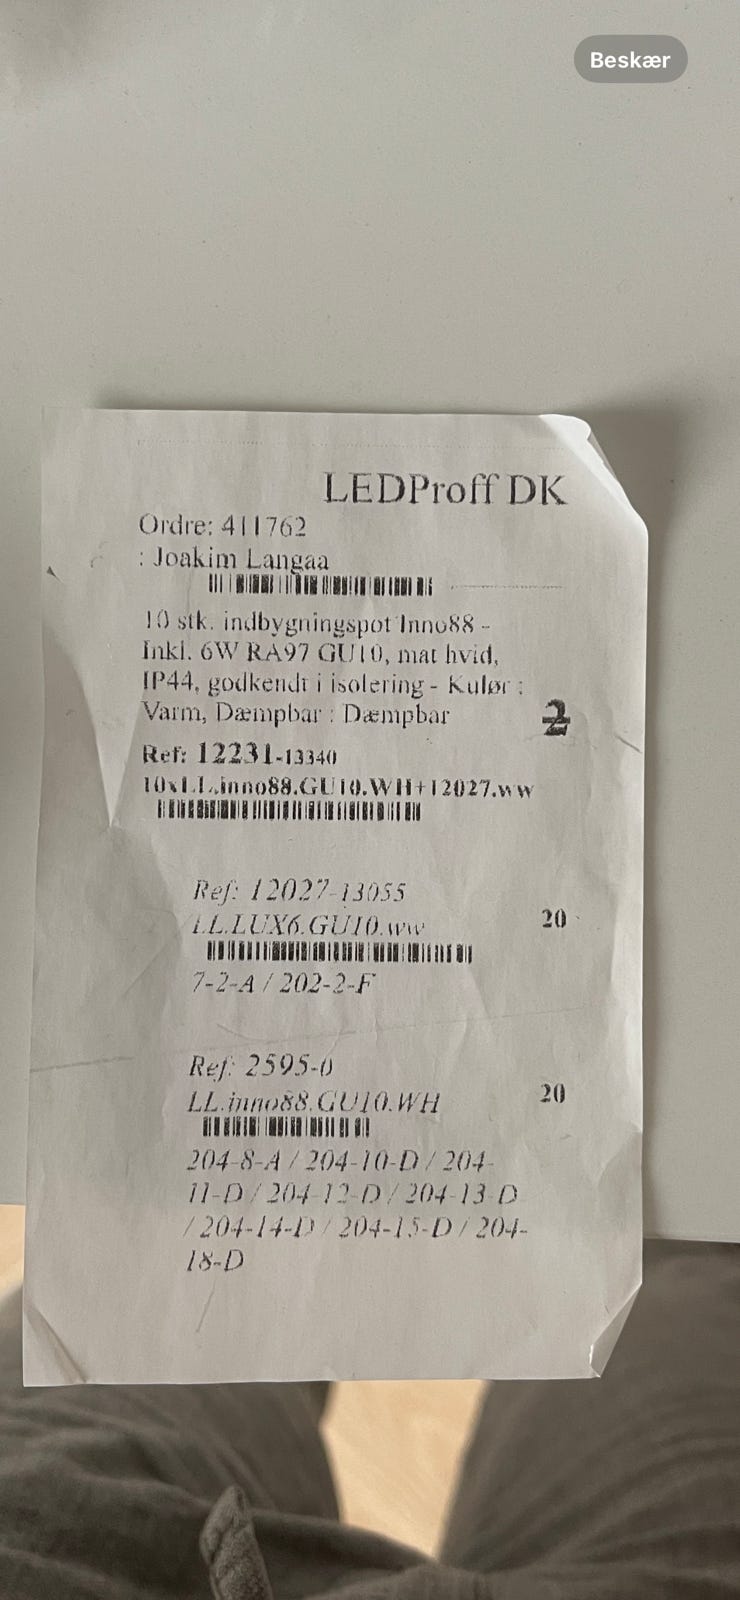 Beskær
LEDProff DK
Ordre: 411762
: Joakim Langaa
10 stk. indbygningspot Inno88 -
Inkl. 6W RA97 GU10, mat hvid,
IP44, godkendt i isolering - Kulør :
Varm, Dæmpbar : Dæmpbar
2
Ref: 12231-13340
10xLL.inno88.GU10.WH+12027.ww
Ref: 12027-13055
LL.LUX6.GU10.ww
20
7-2-A / 202-2-F
Ref: 2595-0
LL.inno88.GU10.WH
20
204-8-A / 204-10-D / 204-
11-D / 204-12-D / 204-13-D
/ 204-14-D / 204-15-D / 204-
18-D